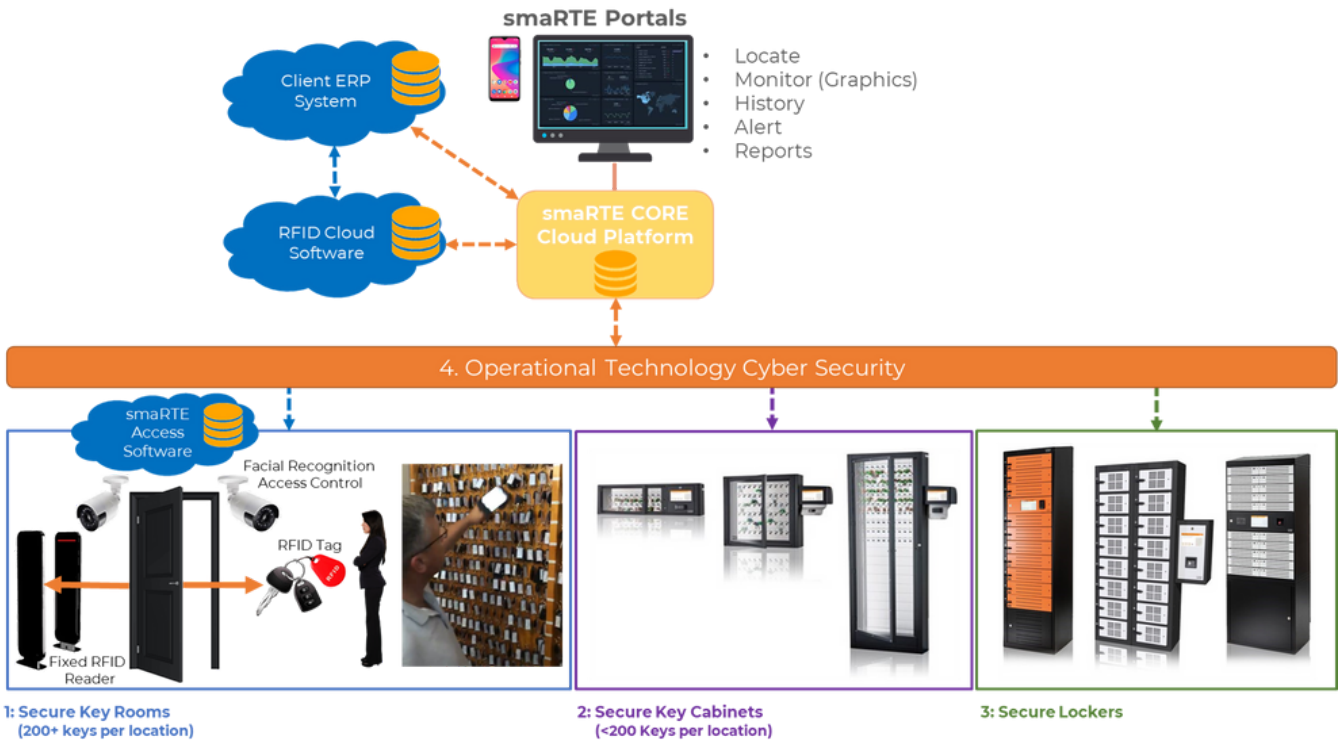 smaRTE Portals
• Locate
• Monitor (Graphics)
• History
• Alert
• Reports
Client ERP
System
RFID Cloud
Software
smaRTE CORE
Cloud Platform
4. Operational Technology Cyber Security
smaRTE
Access
Software
Facial Recognition
Access Control
RFID Tag
RFID
Fixed RFID
Reader
1: Secure Key Rooms
(200+ keys per location)
2: Secure Key Cabinets
(<200 Keys per location)
3: Secure Lockers